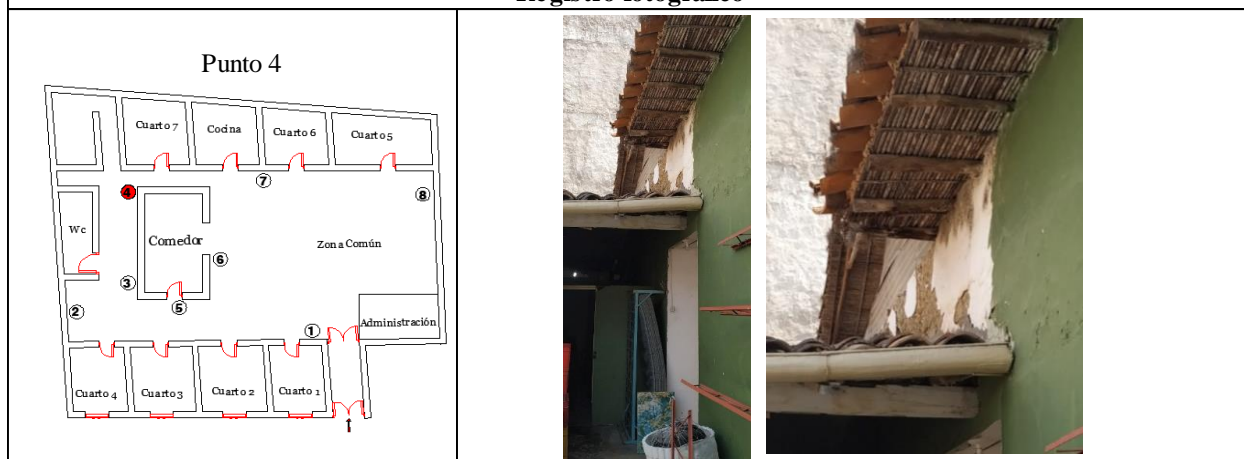 Registro fotográfico
Punto 4
Cuarto 7
Cocina
Cuarto 6
Cuarto 5
4
7
8
Wc
Comedor
Zona Común
6
3
2
5
1
Administración
Cuarto 4
Cuarto 3
Cuarto 2
Cuarto 1